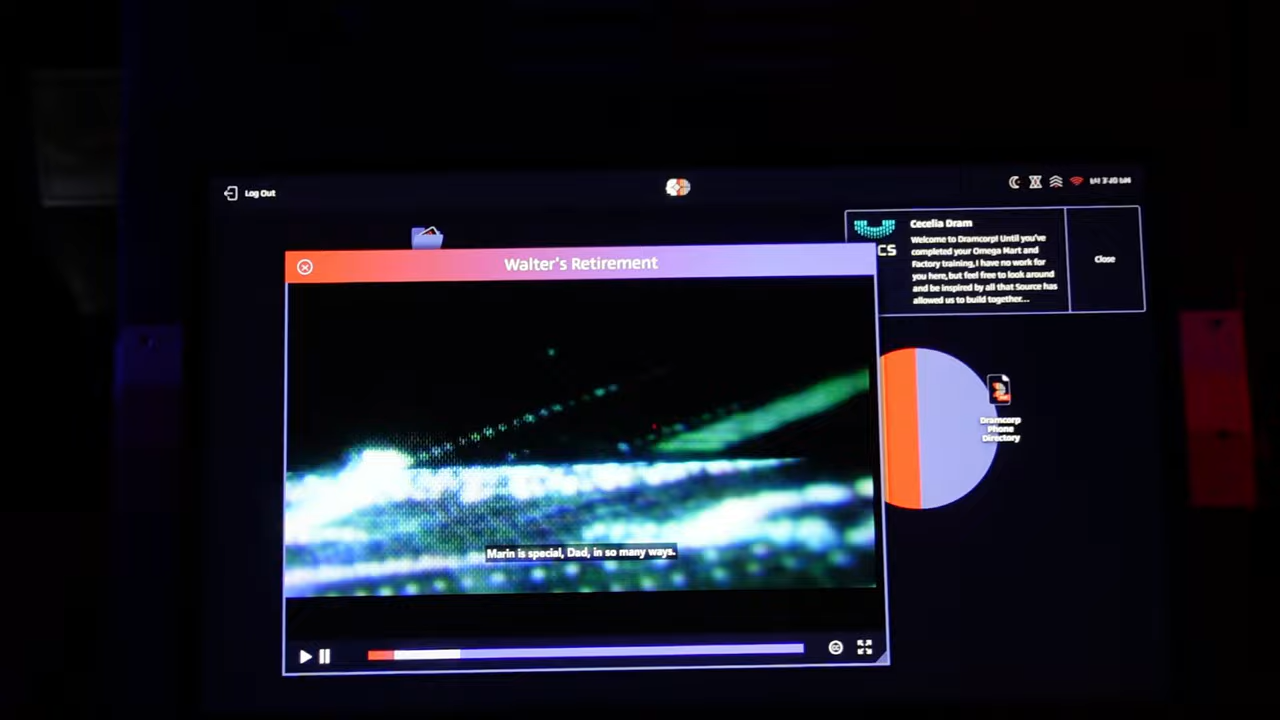 Log Out
Cecelia Dram
Welcome to Dramcorp! Until you've
completed your Omega Mart and
Factory training, I have no work for
you here, but feel free to look around
and be inspired by all that Source has
allowed us to build together...
Close
CS
Walter's Retirement
Dramcorp
Phone
Directory
Marin is special, Dad, in so many ways.